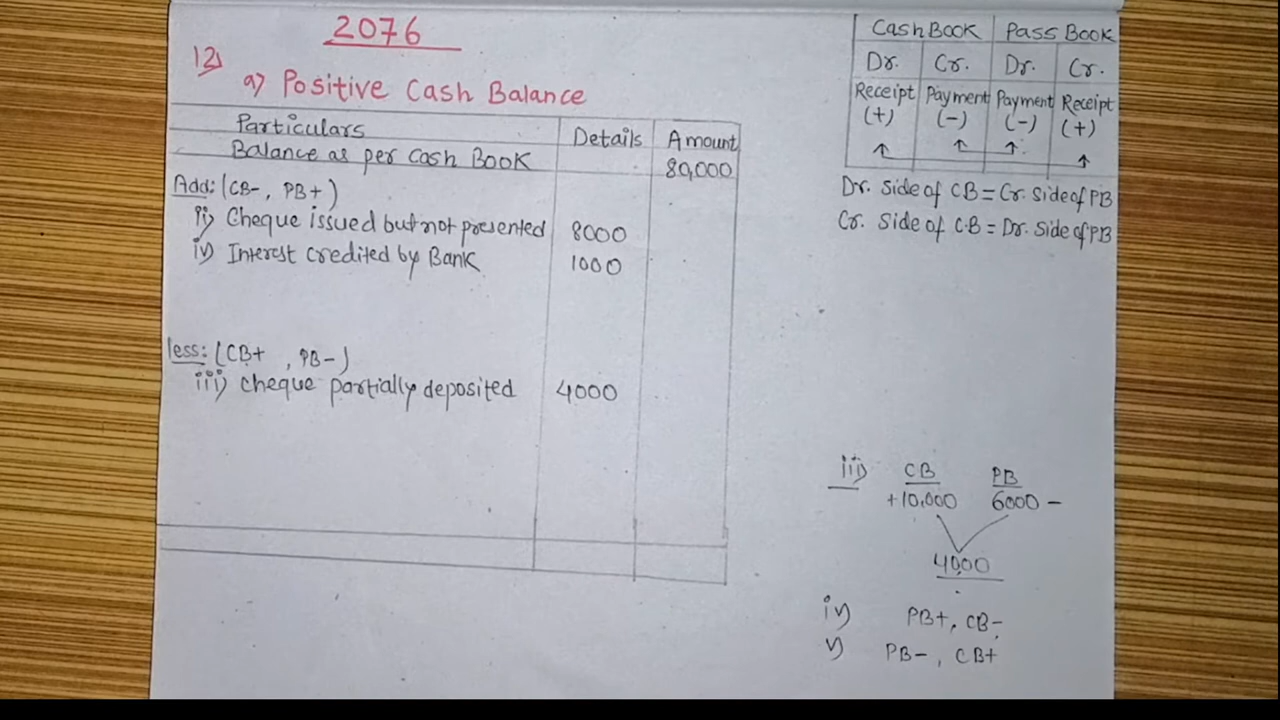 2076
12)
a) Positive Cash Balance
Particulars Details Amount
Balance as per Cash Book 80,000
Add: (CB-, PB+)
ii) Cheque issued but not presented 8000
iv) Interest credited by Bank 1000
less: (CB+ , PB-)
iii) Cheque partially deposited 4000
Cash Book Pass Book
Dr. Cr. Dr. Cr.
Receipt (+) Payment (-) Payment (-) Receipt (+)
Dr. Side of CB = Cr. Side of PB
Cr. Side of C.B = Dr. Side of PB
iii) CB PB
+10,000 6000 -
4000
iv) PB+, CB-
v) PB-, CB+